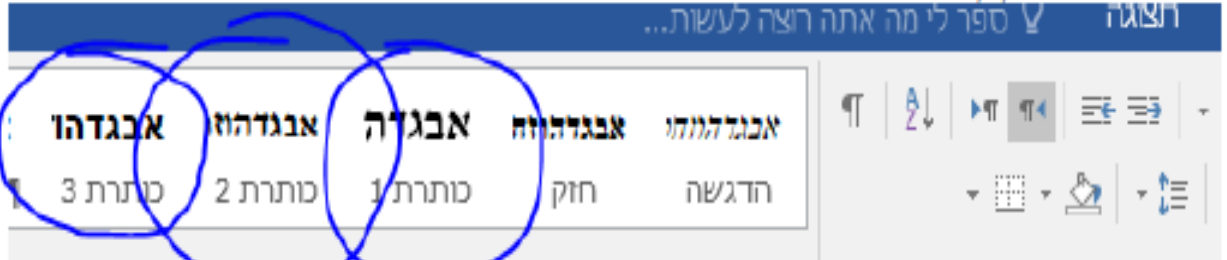 תצוגה ספר לי מה אתה רוצה לעשות...
אבגדהוזחו אבגדהוזח אבגדה אבגדהוז אבגדהו
הדגשה חזק כותרת 1 כותרת 2 כותרת 3